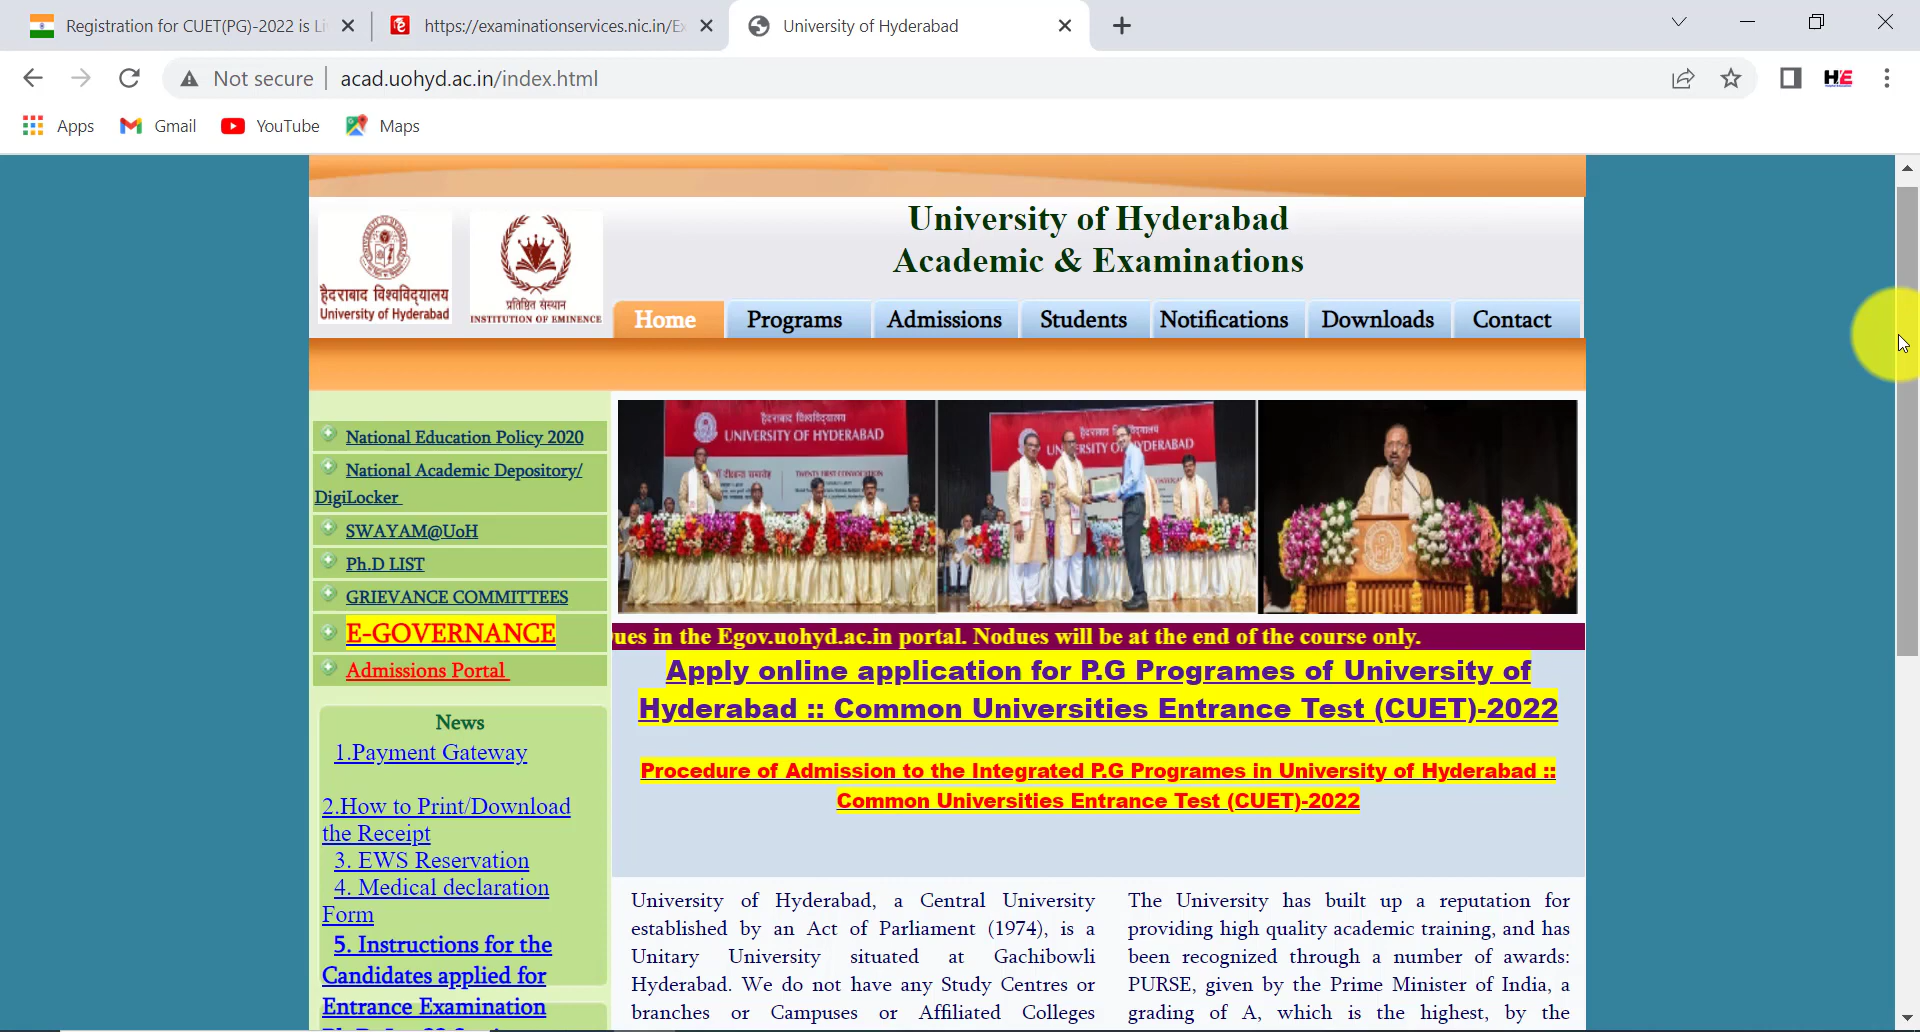 Registration for CUET(PG)-2022 is Li
https://examinationservices.nic.in/Ex
University of Hyderabad
Not secure
acad.uohyd.ac.in/index.html
H/E
Apps
Gmail
YouTube
Maps
University of Hyderabad
Academic & Examinations
हैदराबाद विश्वविद्यालय
University of Hyderabad
प्रतिष्ठित संस्थान
INSTITUTION OF EMINENCE
Home
Programs
Admissions
Students
Notifications
Downloads
Contact
National Education Policy 2020
National Academic Depository/
DigiLocker
SWAYAM@UoH
Ph.D LIST
GRIEVANCE COMMITTEES
E-GOVERNANCE
Admissions Portal
News
1.Payment Gateway
2.How to Print/Download
the Receipt
3. EWS Reservation
4. Medical declaration
Form
5. Instructions for the
Candidates applied for
Entrance Examination
हैदराबाद विश्वविद्यालय
UNIVERSITY OF HYDERABAD
TWENTY FIRST CONVOCATION
UNIVERSITY OF HYDERABAD
ues in the Egov.uohyd.ac.in portal. Nodues will be at the end of the course only.
Apply online application for P.G Programes of University of
Hyderabad :: Common Universities Entrance Test (CUET)-2022
Procedure of Admission to the Integrated P.G Programes in University of Hyderabad ::
Common Universities Entrance Test (CUET)-2022
University of Hyderabad, a Central University
established by an Act of Parliament (1974), is a
Unitary University situated at Gachibowli
Hyderabad. We do not have any Study Centres or
branches or Campuses or Affiliated Colleges
The University has built up a reputation for
providing high quality academic training, and has
been recognized through a number of awards:
PURSE, given by the Prime Minister of India, a
grading of A, which is the highest, by the